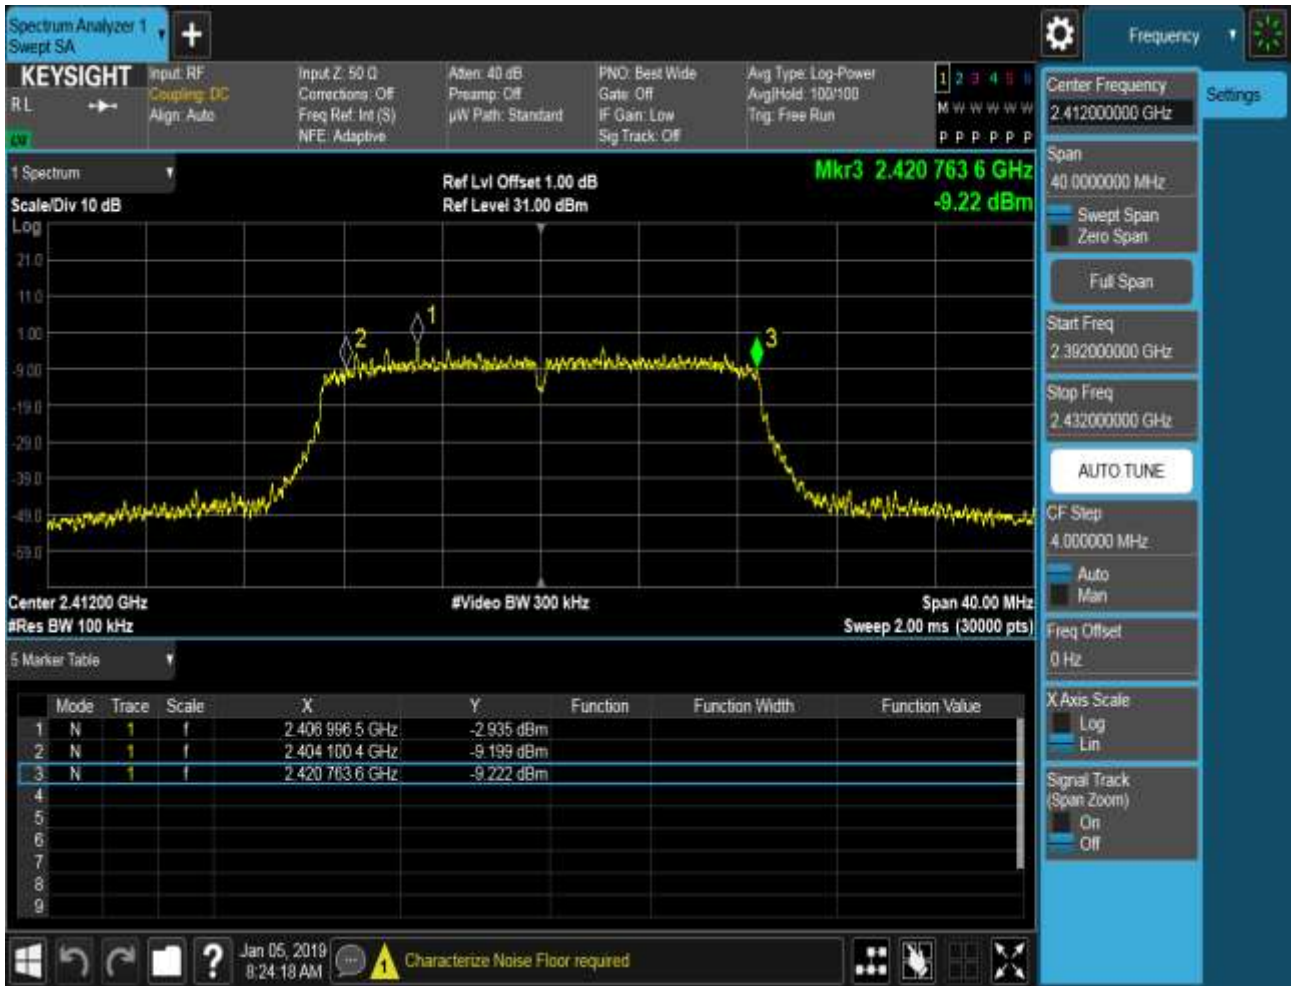 Spectrum Analyzer 1
Swept SA
Frequency
KEYSIGHT
R L
Input: RF
Coupling: DC
Align: Auto
Input Z: 50 Ω
Corrections: Off
Freq Ref: Int (S)
NFE: Adaptive
Atten: 40 dB
Preamp: Off
µW Path: Standard
PNO: Best Wide
Gate: Off
IF Gain: Low
Sig Track: Off
Avg Type: Log-Power
Avg|Hold: 100/100
Trig: Free Run
1 2 3 4 5 6
M W W W W W
P P P P P P
1 Spectrum
Scale/Div 10 dB
Ref Lvl Offset 1.00 dB
Ref Level 31.00 dBm
Mkr3 2.420 763 6 GHz
-9.22 dBm
Log
21.0
11.0
1.00
-9.00
-19.0
-29.0
-39.0
-49.0
-59.0
1
2
3
Center 2.41200 GHz
#Res BW 100 kHz
#Video BW 300 kHz
Span 40.00 MHz
Sweep 2.00 ms (30000 pts)
5 Marker Table
Mode Trace Scale X Y Function Function Width Function Value
1 N 1 f 2.406 996 5 GHz -2.935 dBm
2 N 1 f 2.404 100 4 GHz -9.199 dBm
3 N 1 f 2.420 763 6 GHz -9.222 dBm
4
5
6
7
8
9
?
Jan 05, 2019
8:24:18 AM
1
Characterize Noise Floor required
Settings
Center Frequency
2.412000000 GHz
Span
40.0000000 MHz
Swept Span
Zero Span
Full Span
Start Freq
2.392000000 GHz
Stop Freq
2.432000000 GHz
AUTO TUNE
CF Step
4.000000 MHz
Auto
Man
Freq Offset
0 Hz
X Axis Scale
Log
Lin
Signal Track
(Span Zoom)
On
Off